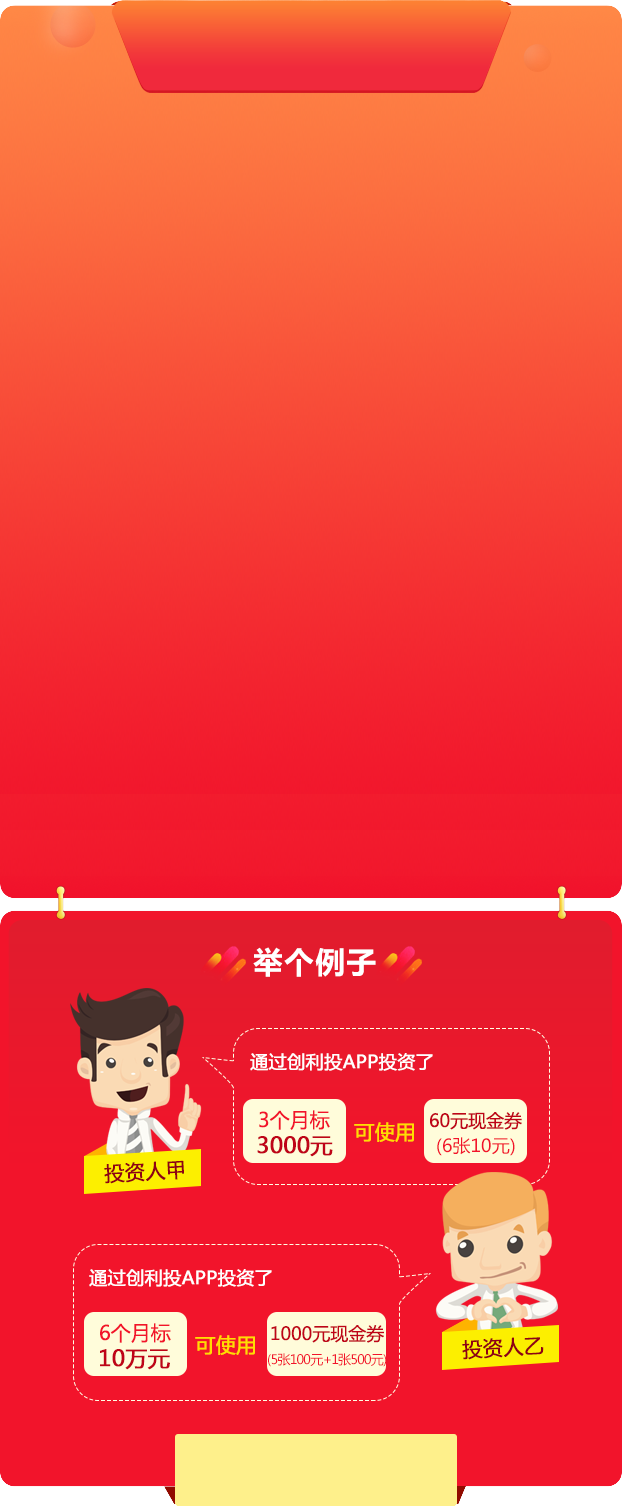 举个例子
通过创利投APP投资了
3个月标
3000元
可使用
60元现金券
(6张10元)
投资人甲
通过创利投APP投资了
6个月标
10万元
可使用
1000元现金券
(5张100元+1张500元)
投资人乙